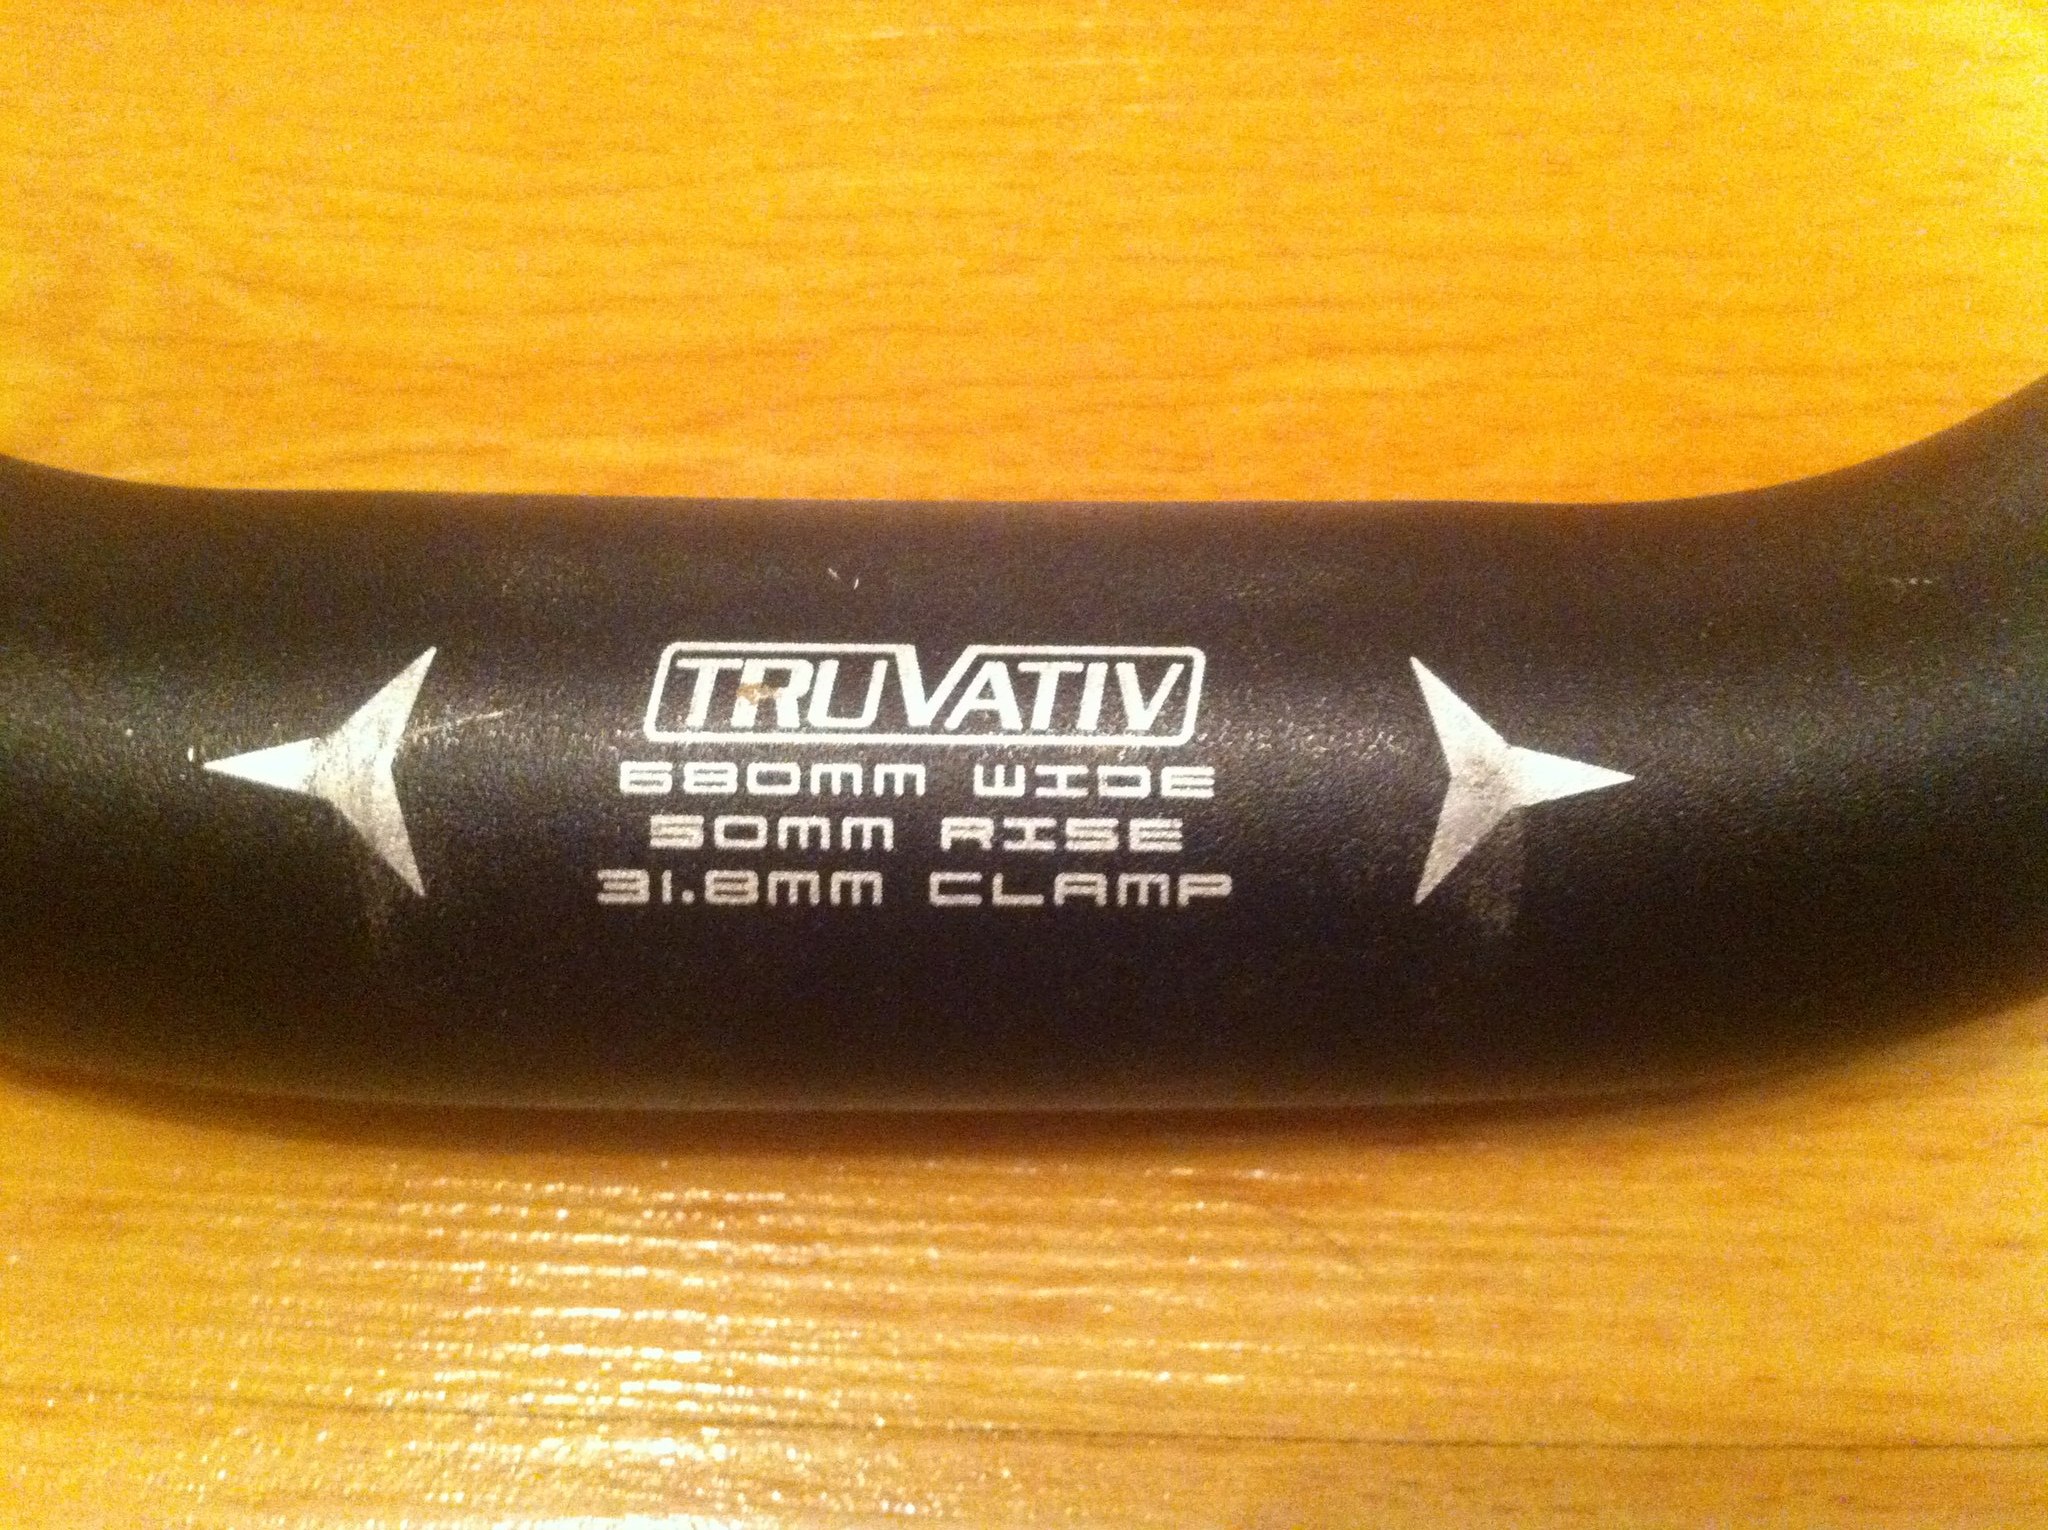 TRUVATIV
680MM WIDE
50MM RISE
31.8MM CLAMP